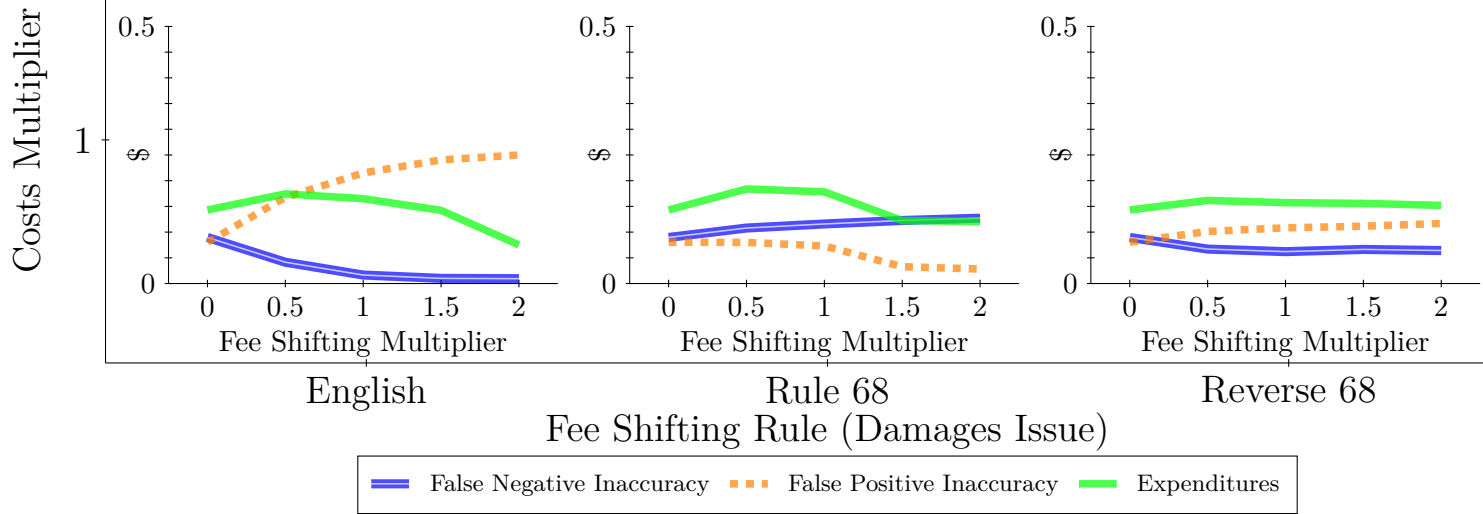 Costs Multiplier
1
0.5
$
0
0 0.5 1 1.5 2
Fee Shifting Multiplier
English
0.5
$
0
0 0.5 1 1.5 2
Fee Shifting Multiplier
Rule 68
0.5
$
0
0 0.5 1 1.5 2
Fee Shifting Multiplier
Reverse 68
Fee Shifting Rule (Damages Issue)
False Negative Inaccuracy False Positive Inaccuracy Expenditures